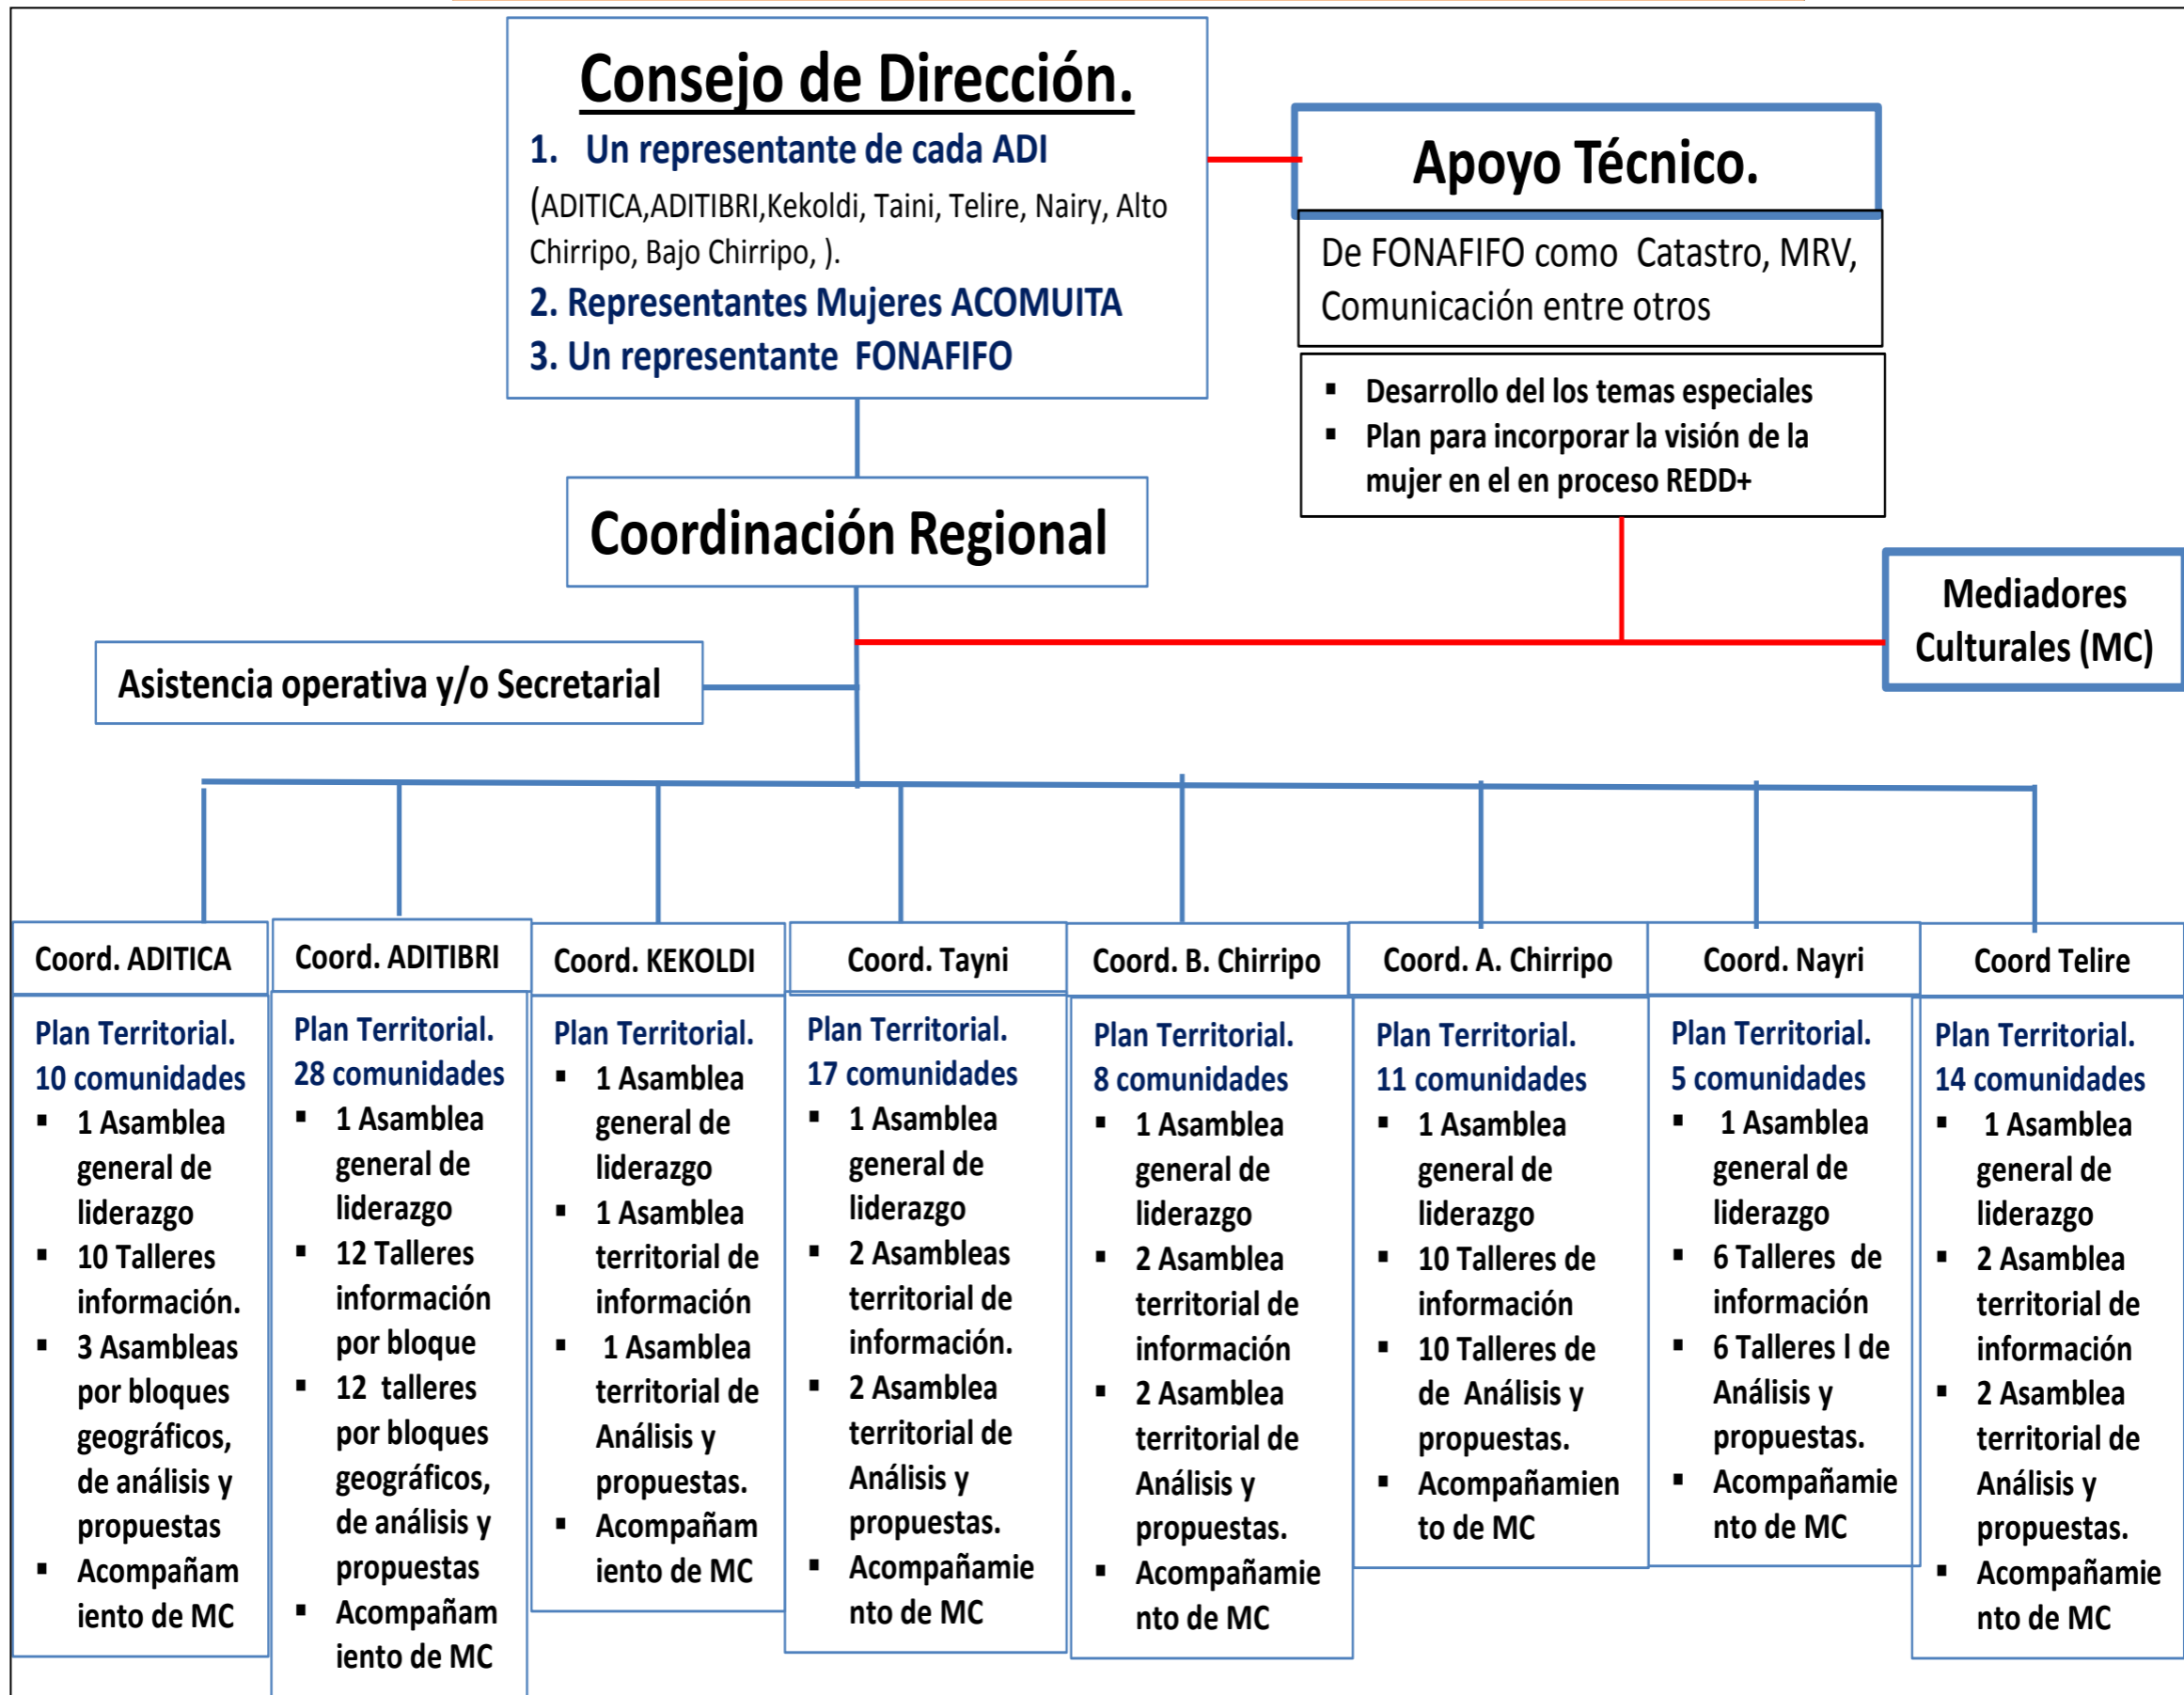 Consejo de Dirección.
1. Un representante de cada ADI
(ADITICA,ADITIBRI,Kekoldi, Taini, Telire, Nairy, Alto
Chirripo, Bajo Chirripo, ).
2. Representantes Mujeres ACOMUITA
3. Un representante FONAFIFO
Apoyo Técnico.
De FONAFIFO como Catastro, MRV,
Comunicación entre otros
▪ Desarrollo del los temas especiales
▪ Plan para incorporar la visión de la
mujer en el en proceso REDD+
Coordinación Regional
Mediadores
Culturales (MC)
Asistencia operativa y/o Secretarial
Coord. ADITICA
Plan Territorial.
10 comunidades
▪ 1 Asamblea
general de
liderazgo
▪ 10 Talleres
información.
▪ 3 Asambleas
por bloques
geográficos,
de análisis y
propuestas
▪ Acompañam
iento de MC
Coord. ADITIBRI
Plan Territorial.
28 comunidades
▪ 1 Asamblea
general de
liderazgo
▪ 12 Talleres
información
por bloque
▪ 12 talleres
por bloques
geográficos,
de análisis y
propuestas
▪ Acompañam
iento de MC
Coord. KEKOLDI
Plan Territorial.
▪ 1 Asamblea
general de
liderazgo
▪ 1 Asamblea
territorial de
información
▪ 1 Asamblea
territorial de
Análisis y
propuestas.
▪ Acompañam
iento de MC
Coord. Tayni
Plan Territorial.
17 comunidades
▪ 1 Asamblea
general de
liderazgo
▪ 2 Asambleas
territorial de
información.
▪ 2 Asamblea
territorial de
Análisis y
propuestas.
▪ Acompañamie
nto de MC
Coord. B. Chirripo
Plan Territorial.
8 comunidades
▪ 1 Asamblea
general de
liderazgo
▪ 2 Asamblea
territorial de
información
▪ 2 Asamblea
territorial de
Análisis y
propuestas.
▪ Acompañamie
nto de MC
Coord. A. Chirripo
Plan Territorial.
11 comunidades
▪ 1 Asamblea
general de
liderazgo
▪ 10 Talleres de
información
▪ 10 Talleres de
de Análisis y
propuestas.
▪ Acompañamien
to de MC
Coord. Nayri
Plan Territorial.
5 comunidades
▪ 1 Asamblea
general de
liderazgo
▪ 6 Talleres de
información
▪ 6 Talleres l de
Análisis y
propuestas.
▪ Acompañamie
nto de MC
Coord Telire
Plan Territorial.
14 comunidades
▪ 1 Asamblea
general de
liderazgo
▪ 2 Asamblea
territorial de
información
▪ 2 Asamblea
territorial de
Análisis y
propuestas.
▪ Acompañamie
nto de MC